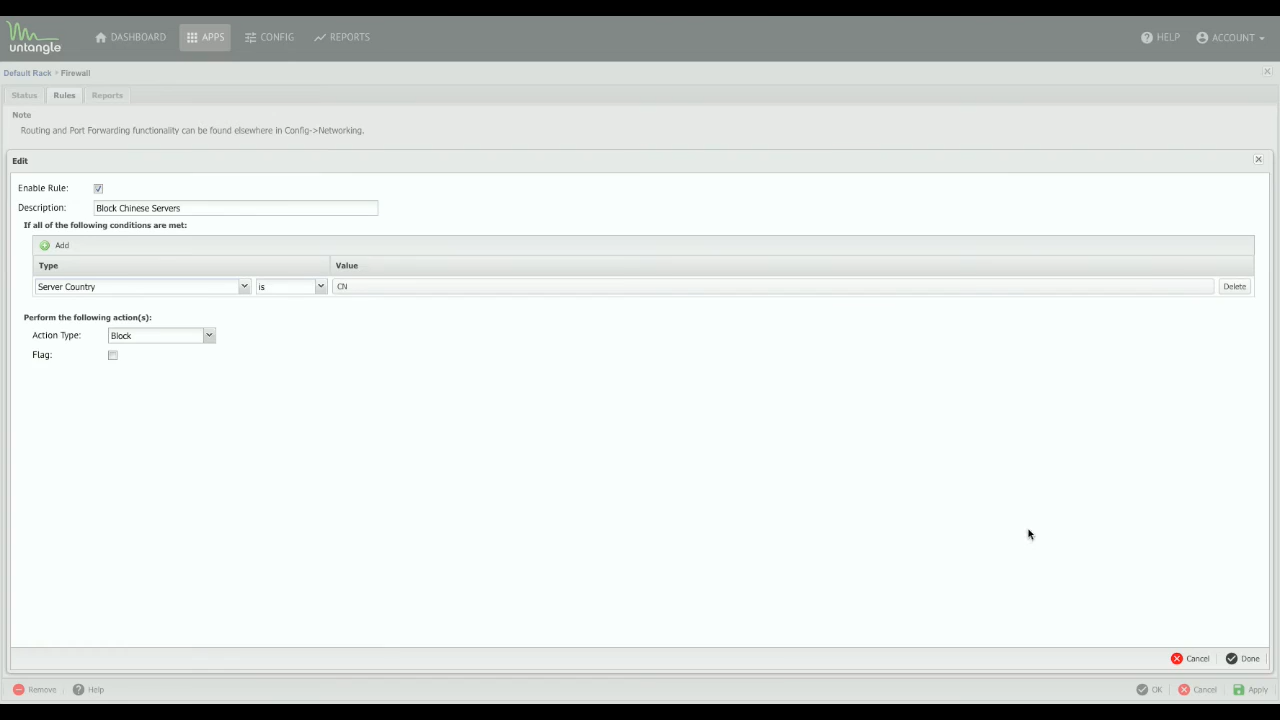 untangle
DASHBOARD APPS CONFIG REPORTS HELP ACCOUNT
Default Rack Firewall
Status Rules Reports
Note
Routing and Port Forwarding functionality can be found elsewhere in Config->Networking.
Edit
Enable Rule:
Description: Block Chinese Servers
If all of the following conditions are met:
Add
Type Value
Server Country is CN Delete
Perform the following action(s):
Action Type: Block
Flag:
Cancel Done
Remove Help OK Cancel Apply